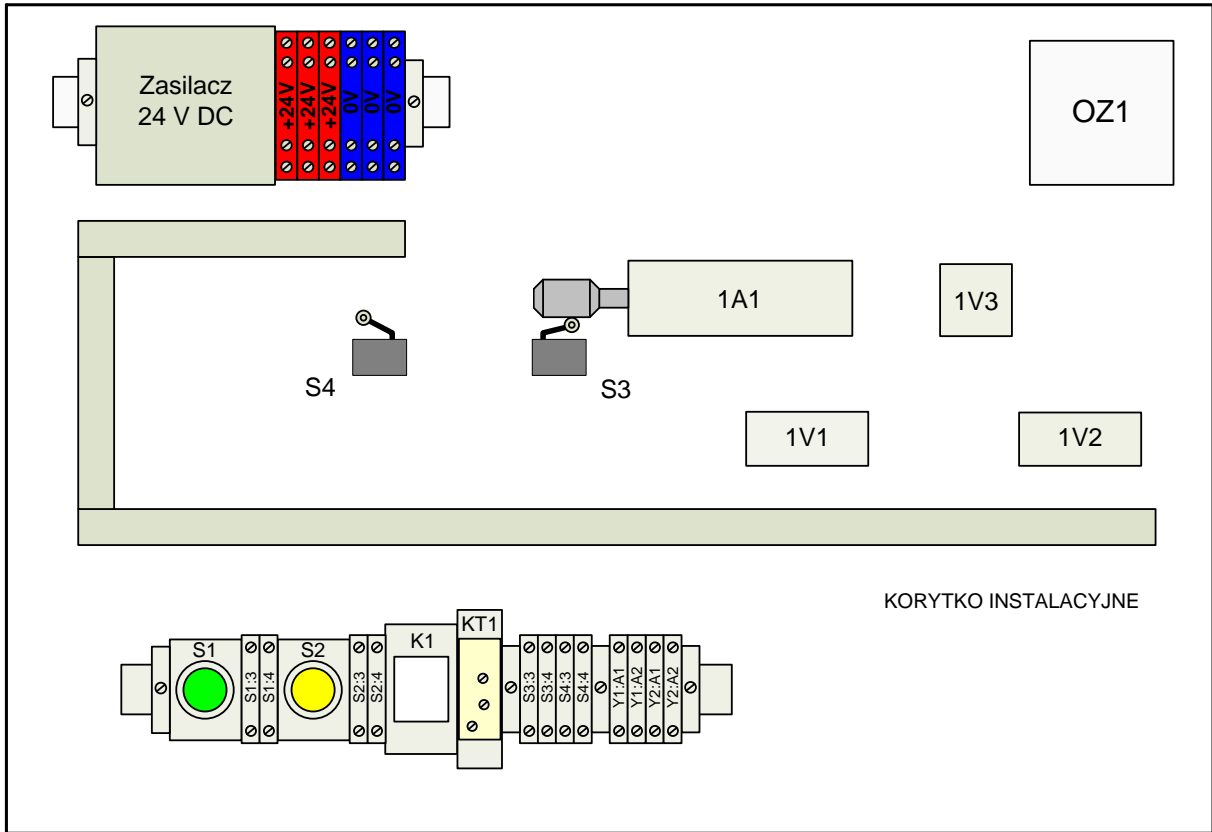 Zasilacz
24 V DC
+24V
+24V
+24V
0V
0V
0V
OZ1
1A1
1V3
S4
S3
1V1
1V2
KORYTKO INSTALACYJNE
S1
S1:3
S1:4
S2
S2:3
S2:4
K1
KT1
S3:3
S3:4
S4:3
S4:4
Y1:A1
Y1:A2
Y2:A1
Y2:A2